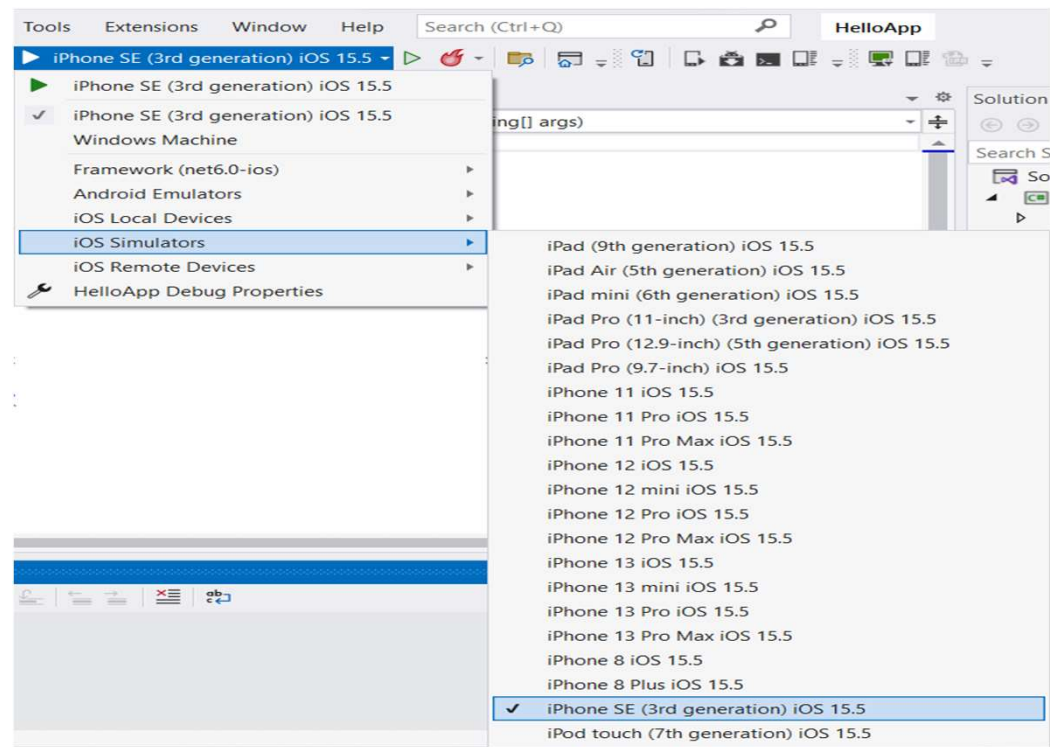 Tools Extensions Window Help Search (Ctrl+Q) HelloApp
iPhone SE (3rd generation) iOS 15.5
iPhone SE (3rd generation) iOS 15.5
iPhone SE (3rd generation) iOS 15.5
Windows Machine
Framework (net6.0-ios)
Android Emulators
iOS Local Devices
iOS Simulators
iOS Remote Devices
HelloApp Debug Properties
ing[] args)
Solution
Search S
So
C#
iPad (9th generation) iOS 15.5
iPad Air (5th generation) iOS 15.5
iPad mini (6th generation) iOS 15.5
iPad Pro (11-inch) (3rd generation) iOS 15.5
iPad Pro (12.9-inch) (5th generation) iOS 15.5
iPad Pro (9.7-inch) iOS 15.5
iPhone 11 iOS 15.5
iPhone 11 Pro iOS 15.5
iPhone 11 Pro Max iOS 15.5
iPhone 12 iOS 15.5
iPhone 12 mini iOS 15.5
iPhone 12 Pro iOS 15.5
iPhone 12 Pro Max iOS 15.5
iPhone 13 iOS 15.5
iPhone 13 mini iOS 15.5
iPhone 13 Pro iOS 15.5
iPhone 13 Pro Max iOS 15.5
iPhone 8 iOS 15.5
iPhone 8 Plus iOS 15.5
iPhone SE (3rd generation) iOS 15.5
iPod touch (7th generation) iOS 15.5
ab
c